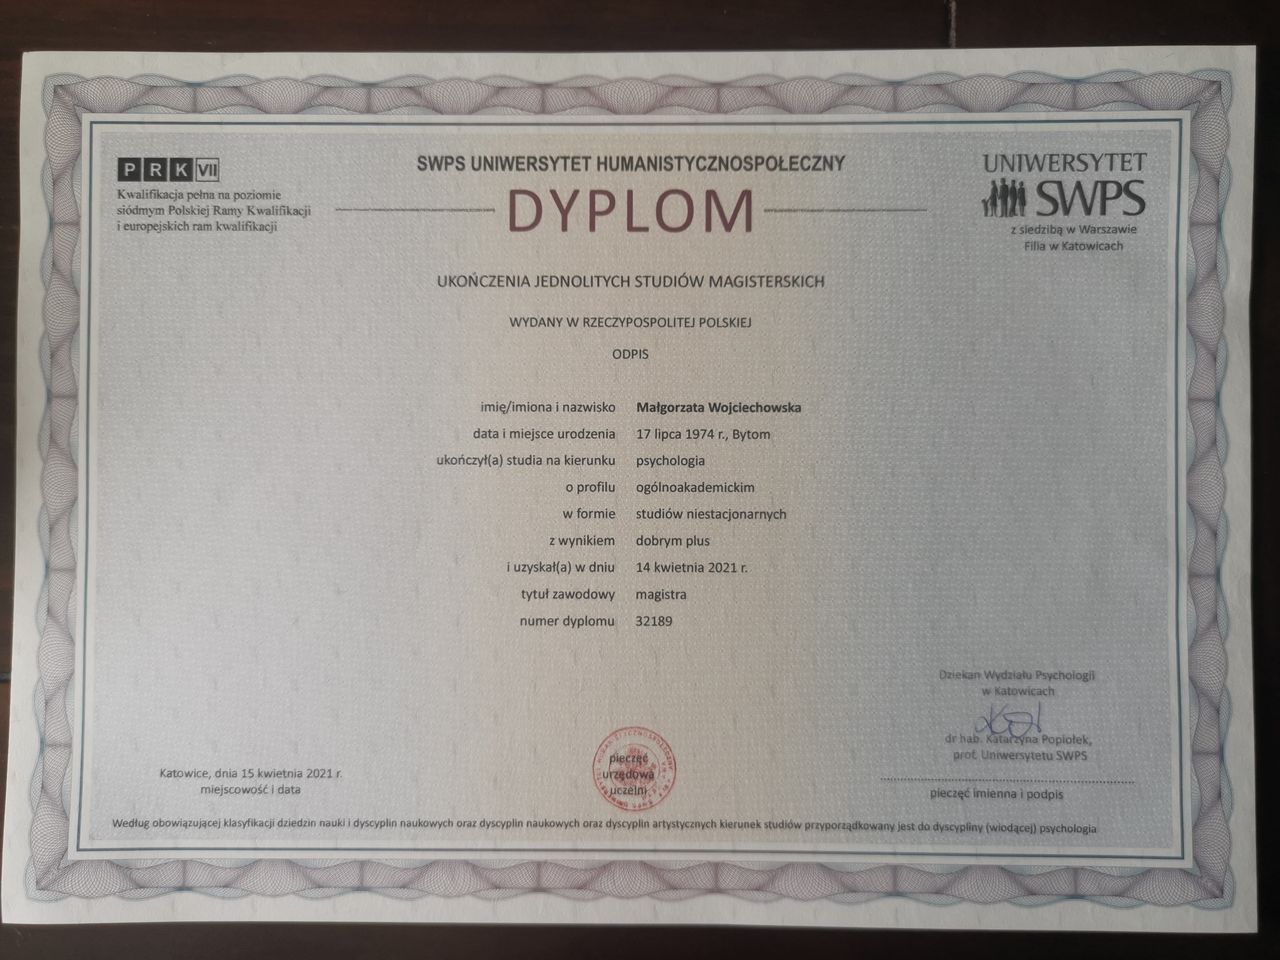 PRK VII
Kwalifikacja pełna na poziomie
siódmym Polskiej Ramy Kwalifikacji
i europejskich ram kwalifikacji
SWPS UNIWERSYTET HUMANISTYCZNOSPOŁECZNY
DYPLOM
UNIWERSYTET
SWPS
z siedzibą w Warszawie
Filia w Katowicach
UKOŃCZENIA JEDNOLITYCH STUDIÓW MAGISTERSKICH
WYDANY W RZECZYPOSPOLITEJ POLSKIEJ
ODPIS
imię/imiona i nazwisko Małgorzata Wojciechowska
data i miejsce urodzenia 17 lipca 1974 r., Bytom
ukończył(a) studia na kierunku psychologia
o profilu ogólnoakademickim
w formie studiów niestacjonarnych
z wynikiem dobrym plus
i uzyskał(a) w dniu 14 kwietnia 2021 r.
tytuł zawodowy magistra
numer dyplomu 32189
Dziekan Wydziału Psychologii
w Katowicach
dr hab. Katarzyna Popiołek,
prof. Uniwersytetu SWPS
pieczęć imienna i podpis
pieczęć
urzędowa
uczelni
Katowice, dnia 15 kwietnia 2021 r.
miejscowość i data
Według obowiązującej klasyfikacji dziedzin nauki i dyscyplin naukowych oraz dyscyplin naukowych oraz dyscyplin artystycznych kierunek studiów przyporządkowany jest do dyscypliny (wiodącej) psychologia